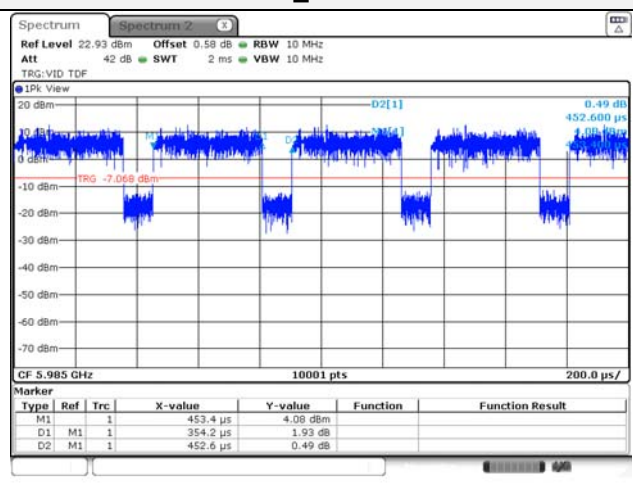 Spectrum Spectrum 2 X
Ref Level 22.93 dBm Offset 0.58 dB RBW 10 MHz
Att 42 dB SWT 2 ms VBW 10 MHz
TRG:VID TDF
1Pk View
20 dBm D2[1] 0.49 dB
452.600 µs
0 dBm
TRG -7.068 dBm
-10 dBm
-20 dBm
-30 dBm
-40 dBm
-50 dBm
-60 dBm
-70 dBm
CF 5.985 GHz 10001 pts 200.0 µs/
Marker
Type Ref Trc X-value Y-value Function Function Result
M1 1 453.4 µs 4.08 dBm
D1 M1 1 354.2 µs 1.93 dB
D2 M1 1 452.6 µs 0.49 dB